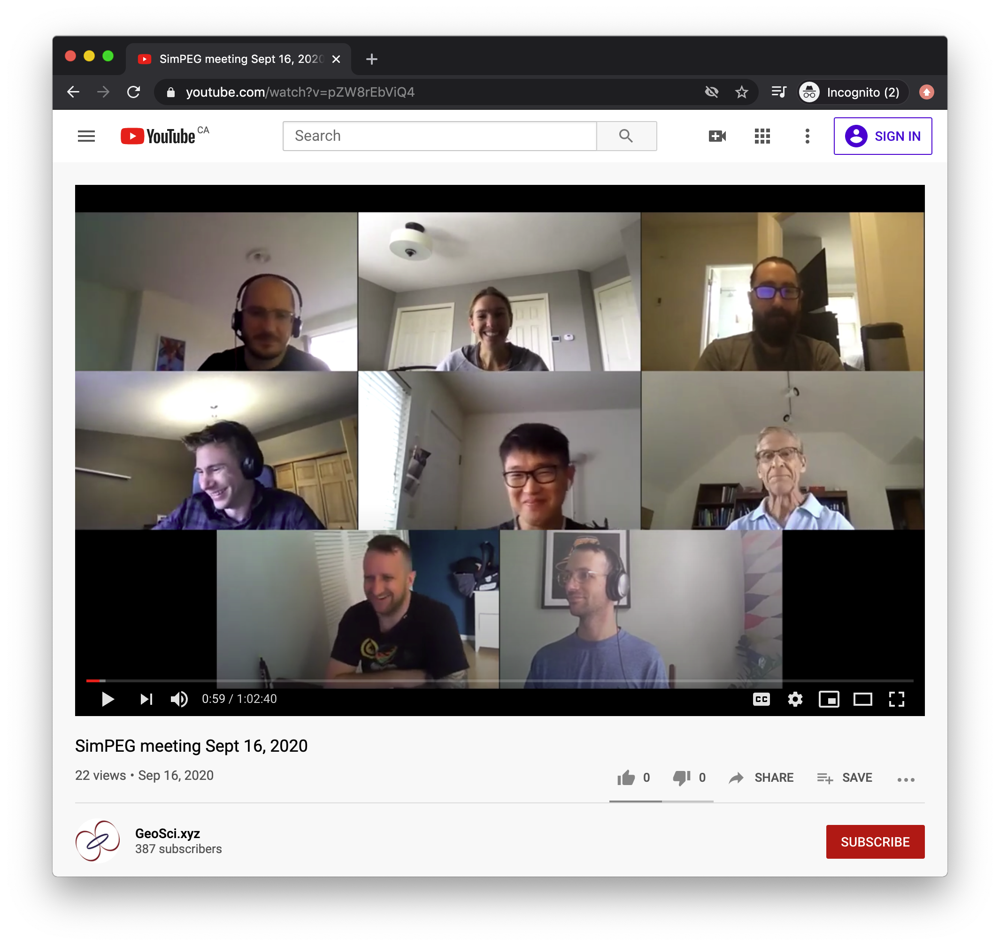 SimPEG meeting Sept 16, 2020
youtube.com/watch?v=pZW8rEbViQ4
Incognito (2)
YouTube CA
Search
SIGN IN
0:59 / 1:02:40
CC
SimPEG meeting Sept 16, 2020
22 views • Sep 16, 2020
0
0
SHARE
SAVE
GeoSci.xyz
387 subscribers
SUBSCRIBE